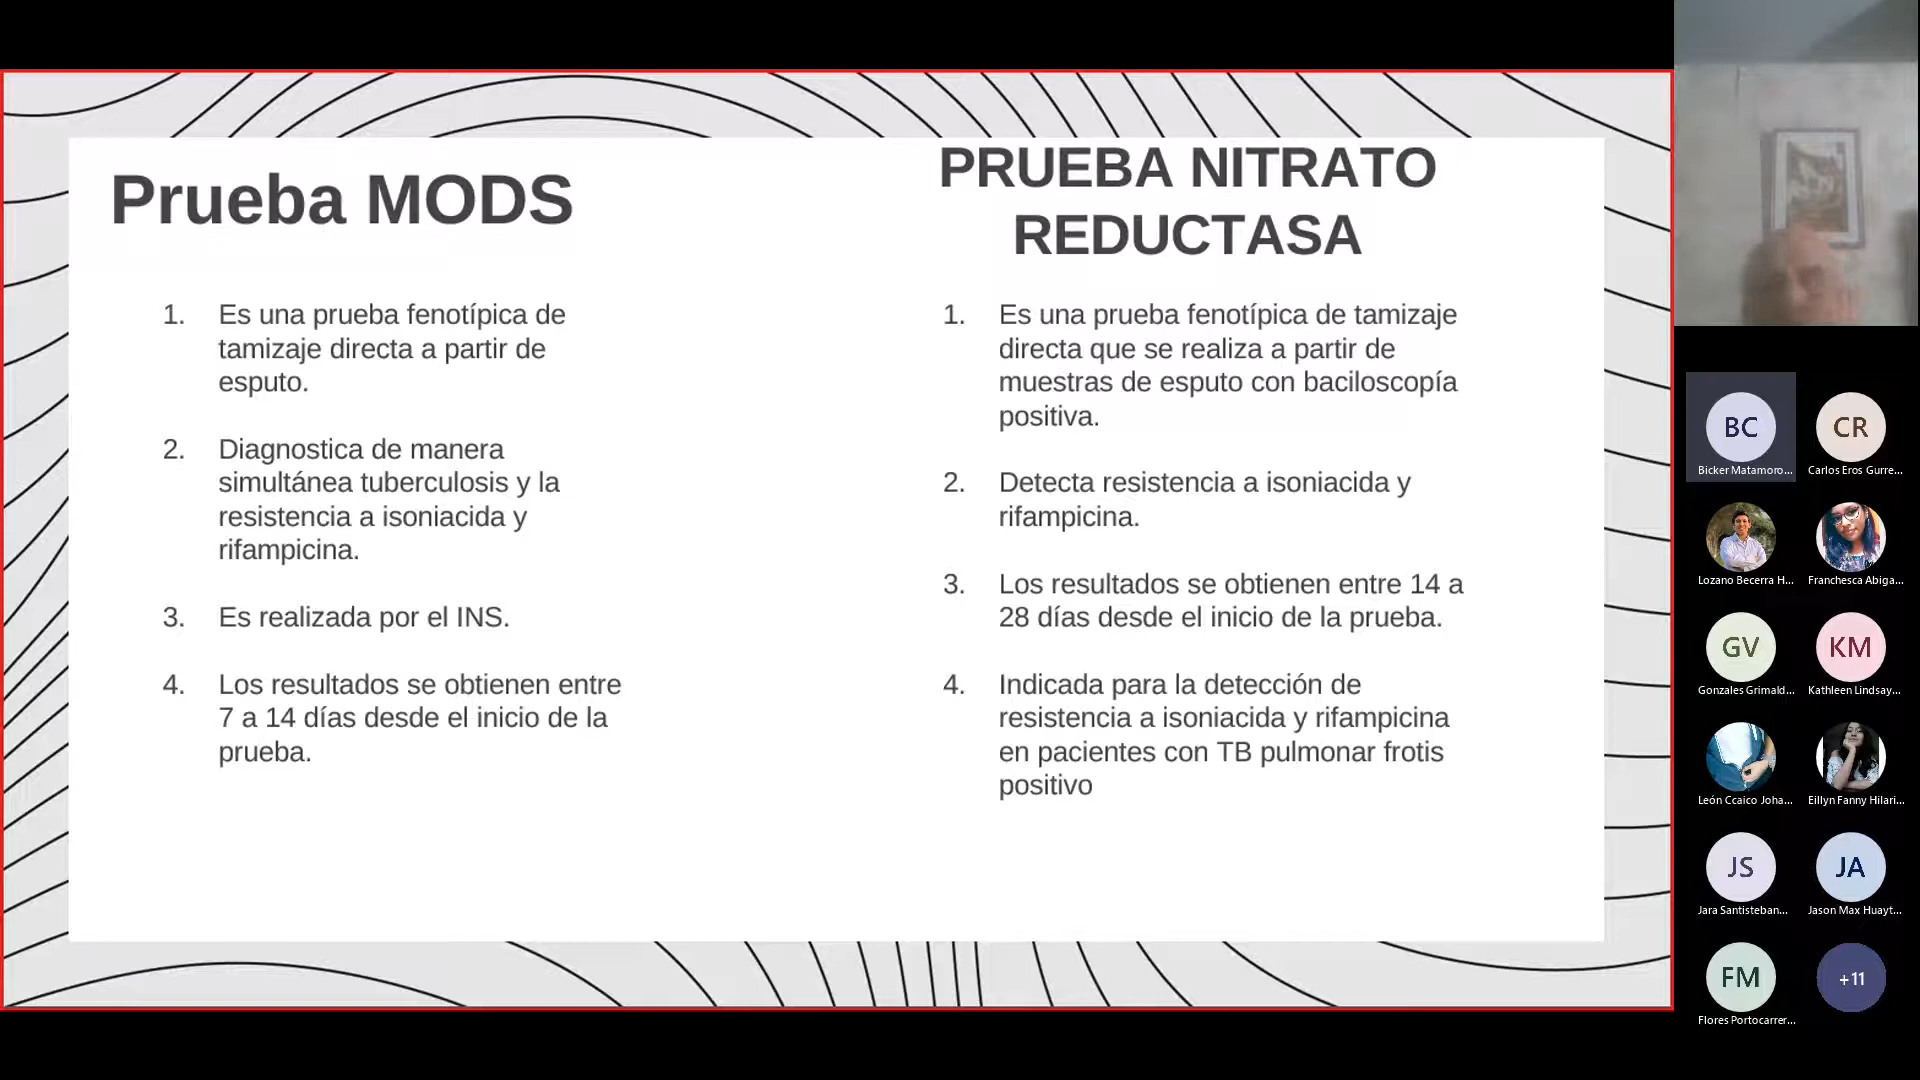 Prueba MODS
1. Es una prueba fenotípica de
tamizaje directa a partir de
esputo.
2. Diagnostica de manera
simultánea tuberculosis y la
resistencia a isoniacida y
rifampicina.
3. Es realizada por el INS.
4. Los resultados se obtienen entre
7 a 14 días desde el inicio de la
prueba.
PRUEBA NITRATO
REDUCTASA
1. Es una prueba fenotípica de tamizaje
directa que se realiza a partir de
muestras de esputo con baciloscopía
positiva.
2. Detecta resistencia a isoniacida y
rifampicina.
3. Los resultados se obtienen entre 14 a
28 días desde el inicio de la prueba.
4. Indicada para la detección de
resistencia a isoniacida y rifampicina
en pacientes con TB pulmonar frotis
positivo
BC
Bicker Matamoro...
CR
Carlos Eros Gurre...
Lozano Becerra H...
Franchesca Abiga...
GV
Gonzales Grimald...
KM
Kathleen Lindsay...
León Ccaico Joha...
Eillyn Fanny Hilari...
JS
Jara Santisteban...
JA
Jason Max Huayt...
FM
Flores Portocarrer...
+11